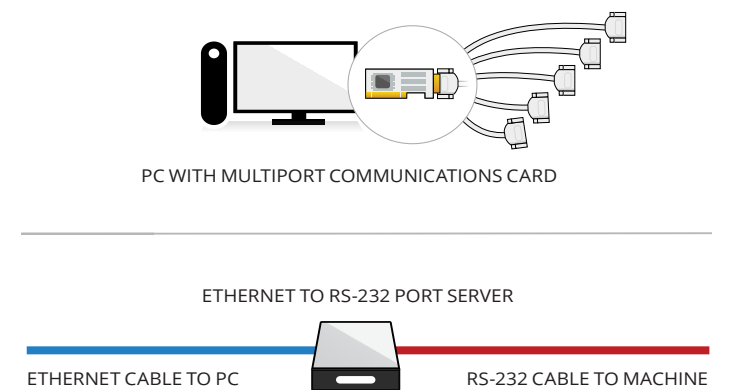 PC WITH MULTIPORT COMMUNICATIONS CARD
ETHERNET TO RS-232 PORT SERVER
ETHERNET CABLE TO PC
RS-232 CABLE TO MACHINE